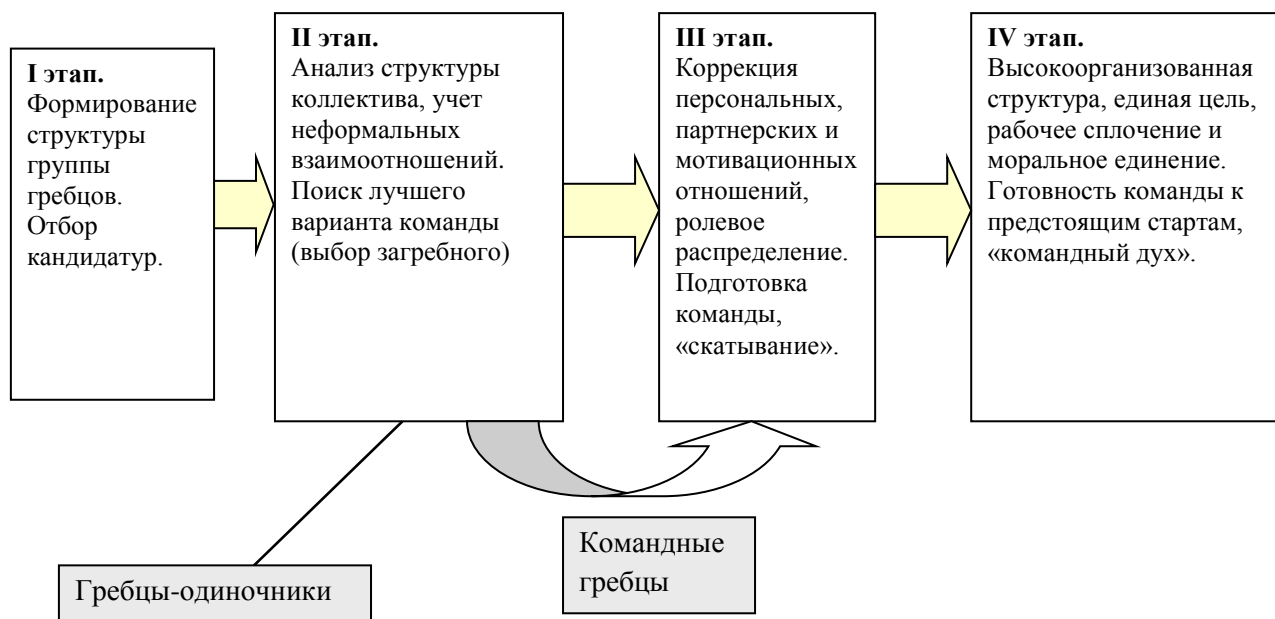 I этап.
Формирование
структуры
группы
гребцов.
Отбор
кандидатур.
II этап.
Анализ структуры
коллектива, учет
неформальных
взаимоотношений.
Поиск лучшего
варианта команды
(выбор загребного)
III этап.
Коррекция
персональных,
партнерских и
мотивационных
отношений,
ролевое
распределение.
Подготовка
команды,
«скатывание».
IV этап.
Высокоорганизованная
структура, единая цель,
рабочее сплочение и
моральное единение.
Готовность команды к
предстоящим стартам,
«командный дух».
Гребцы-одиночники
Командные
гребцы